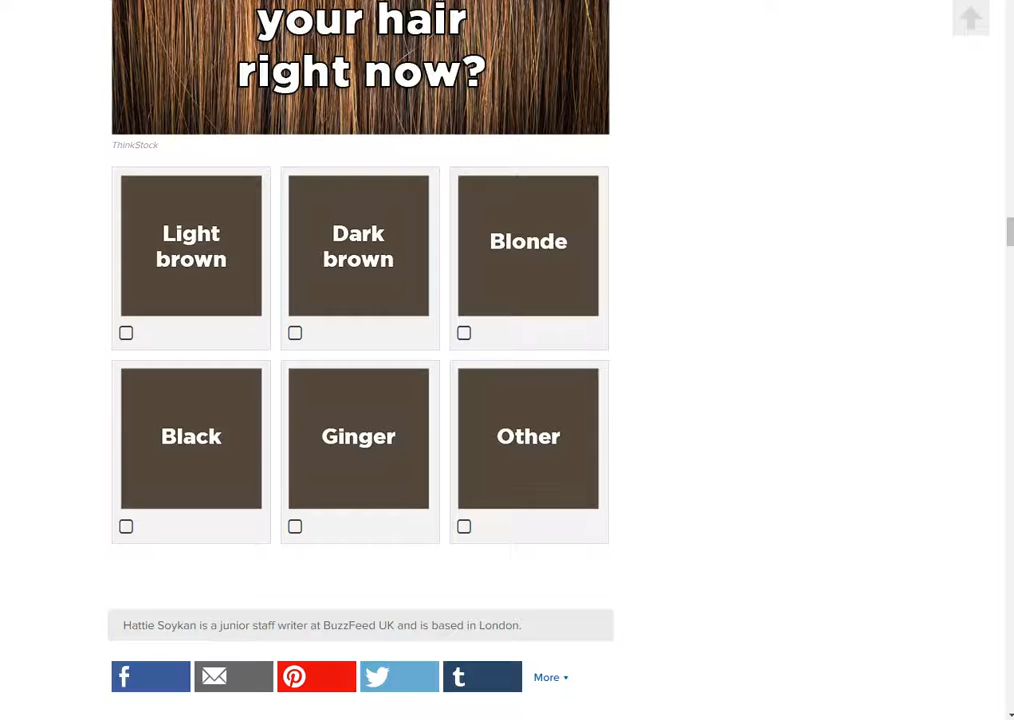 your hair
right now?
ThinkStock
Light
brown
Dark
brown
Blonde
Black
Ginger
Other
Hattie Soykan is a junior staff writer at BuzzFeed UK and is based in London.
f
t
More